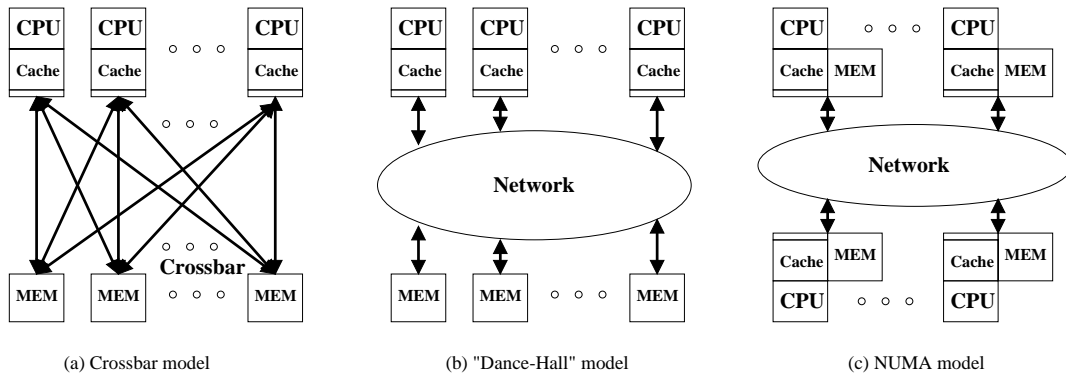 CPU CPU CPU CPU CPU CPU CPU CPU
Cache Cache Cache Cache Cache Cache Cache MEM Cache MEM
Network
Network
Crossbar
Cache MEM Cache MEM
MEM MEM MEM MEM MEM MEM CPU CPU
(a) Crossbar model (b) "Dance-Hall" model (c) NUMA model